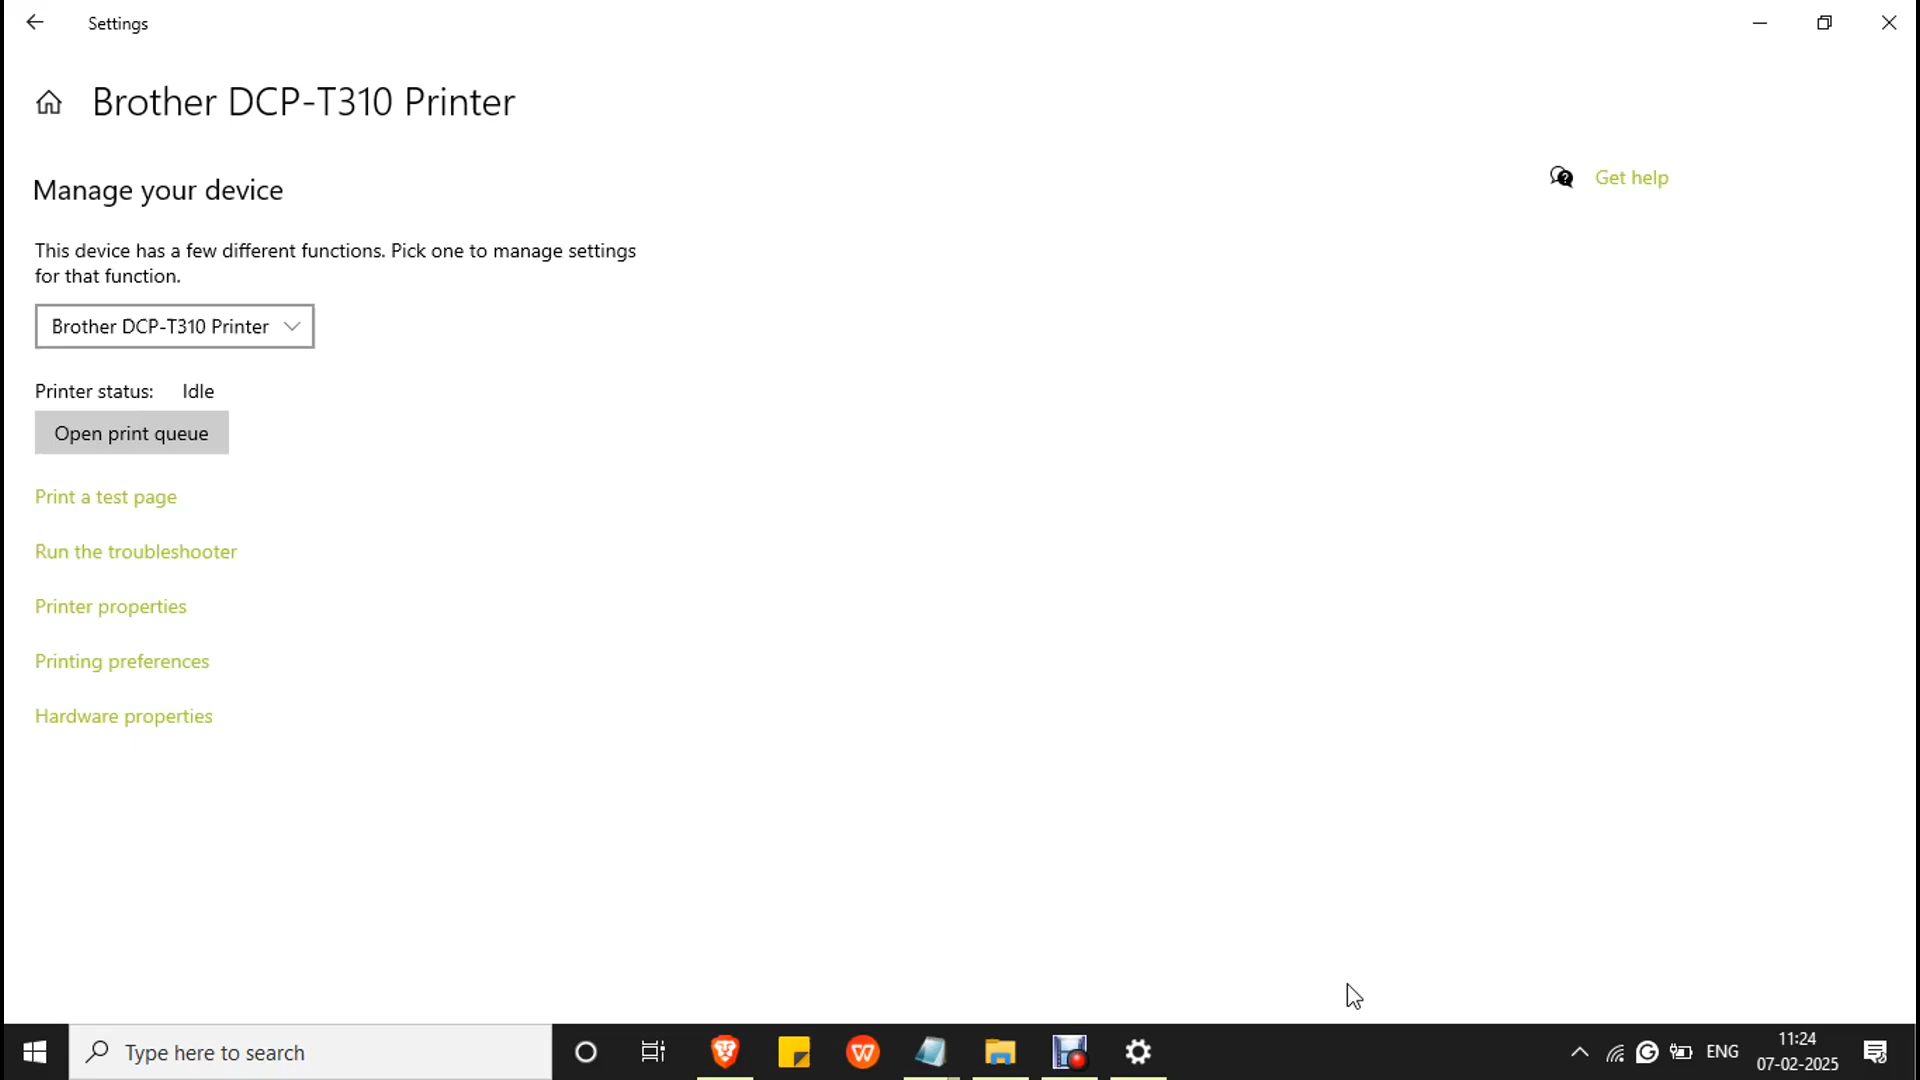 Settings
Brother DCP-T310 Printer
Manage your device
Get help
This device has a few different functions. Pick one to manage settings
for that function.
Brother DCP-T310 Printer
Printer status: Idle
Open print queue
Print a test page
Run the troubleshooter
Printer properties
Printing preferences
Hardware properties
Type here to search
ENG
11:24
07-02-2025